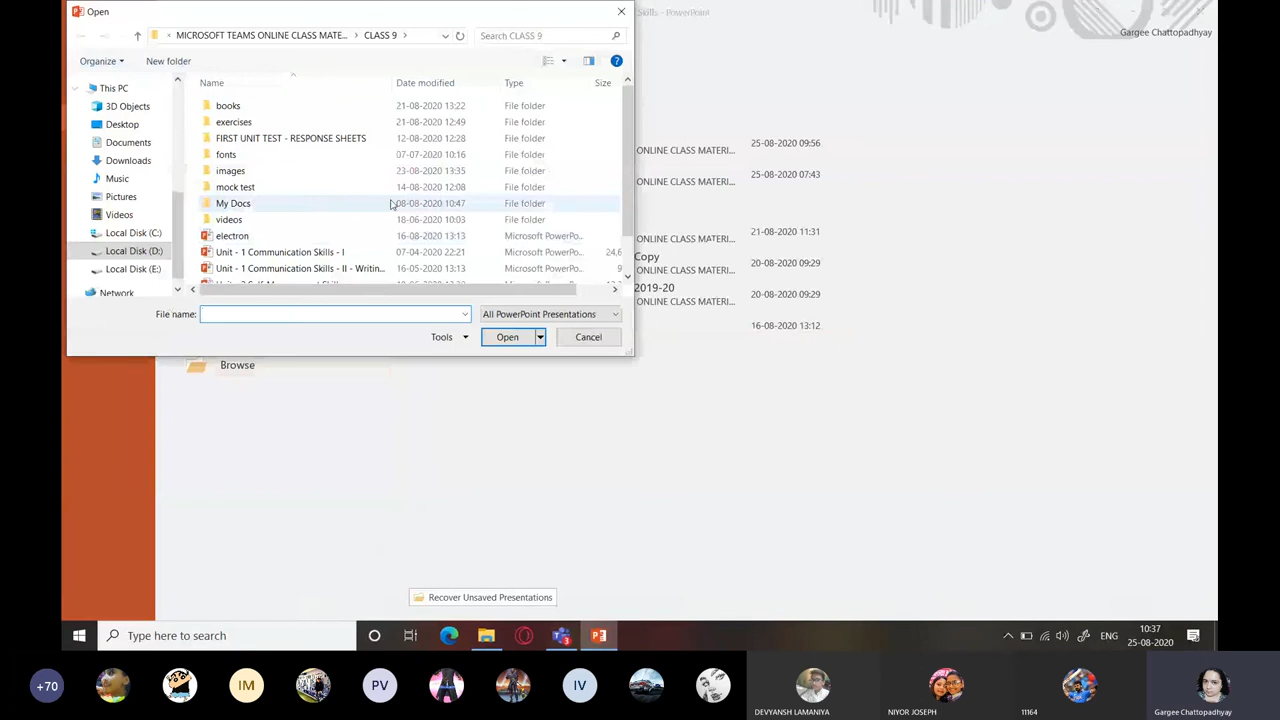 Open
Skills - PowerPoint
Gargee Chattopadhyay
MICROSOFT TEAMS ONLINE CLASS MATE... > CLASS 9 >
Search CLASS 9
Organize
New folder
Name
Date modified
Type
Size
This PC
3D Objects
Desktop
Documents
Downloads
Music
Pictures
Videos
Local Disk (C:)
Local Disk (D:)
Local Disk (E:)
Network
books 21-08-2020 13:22 File folder
exercises 21-08-2020 12:49 File folder
FIRST UNIT TEST - RESPONSE SHEETS 12-08-2020 12:28 File folder
fonts 07-07-2020 10:16 File folder
images 23-08-2020 13:35 File folder
mock test 14-08-2020 12:08 File folder
My Docs 08-08-2020 10:47 File folder
videos 18-06-2020 10:03 File folder
electron 16-08-2020 13:13 Microsoft PowerPo...
Unit - 1 Communication Skills - I 07-04-2020 22:21 Microsoft PowerPo... 24,6
Unit - 1 Communication Skills - II - Writin... 16-05-2020 13:13 Microsoft PowerPo... 9
File name:
All PowerPoint Presentations
Tools
Open
Cancel
25-08-2020 09:56
ONLINE CLASS MATERI...
25-08-2020 07:43
ONLINE CLASS MATERI...
21-08-2020 11:31
ONLINE CLASS MATERI...
Copy
20-08-2020 09:29
ONLINE CLASS MATERI...
2019-20
20-08-2020 09:29
ONLINE CLASS MATERI...
16-08-2020 13:12
Browse
Recover Unsaved Presentations
Type here to search
ENG
10:37
25-08-2020
+70
IM
PV
IV
DEVYANSH LAMANIYA
NIYOR JOSEPH
11164
Gargee Chattopadhyay